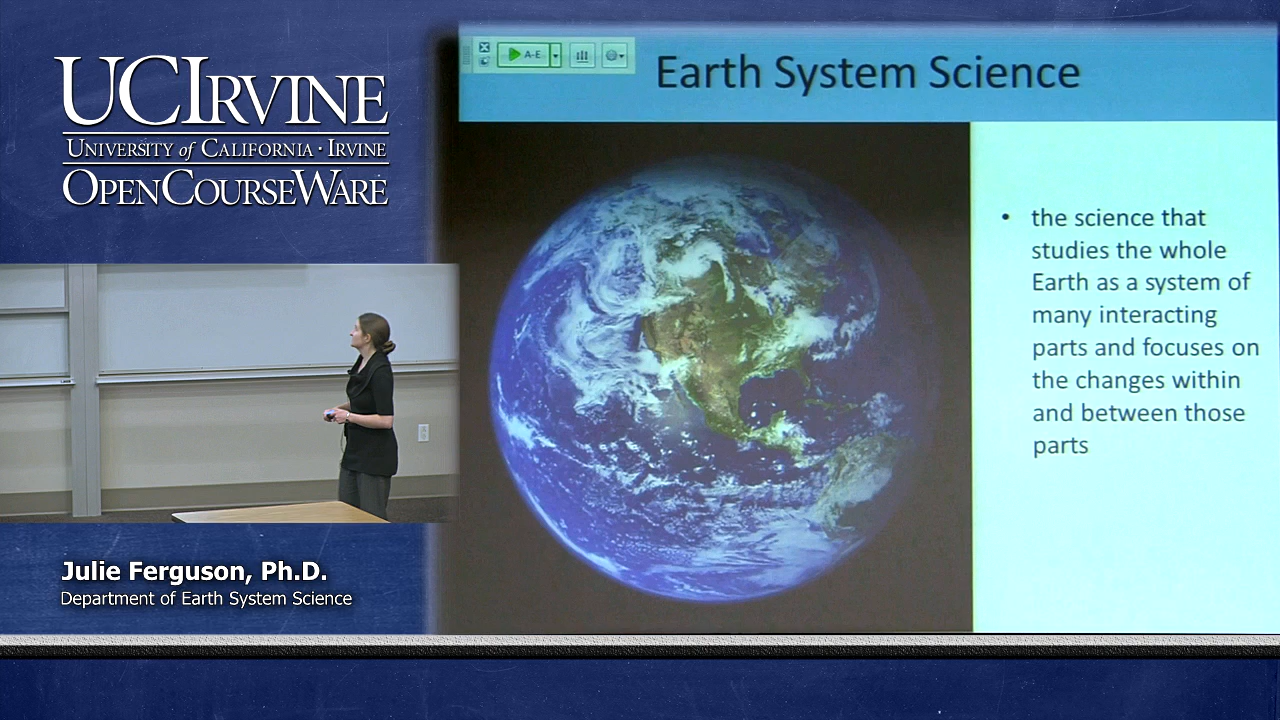 UCIRVINE
UNIVERSITY of CALIFORNIA · IRVINE
OPENCOURSEWARE
A-E
Earth System Science
• the science that
studies the whole
Earth as a system of
many interacting
parts and focuses on
the changes within
and between those
parts
Julie Ferguson, Ph.D.
Department of Earth System Science